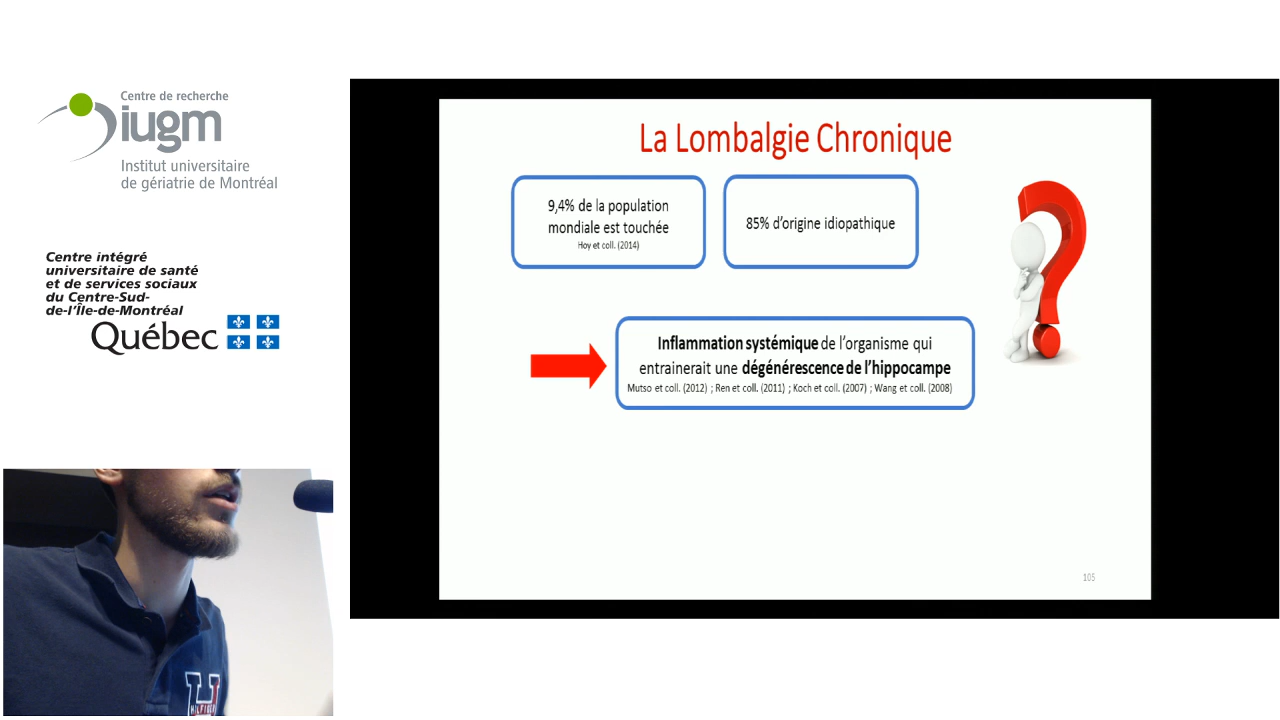 Centre de recherche
iugm
Institut universitaire
de gériatrie de Montréal
Centre intégré
universitaire de santé
et de services sociaux
du Centre-Sud-
de-l'Île-de-Montréal
Québec
La Lombalgie Chronique
9,4% de la population
mondiale est touchée
Hoy et coll. (2014)
85% d'origine idiopathique
Inflammation systémique de l'organisme qui
entrainerait une dégénérescence de l'hippocampe
Mutso et coll. (2012) ; Ren et coll. (2011) ; Koch et coll. (2007) ; Wang et coll. (2008)
105
H
HILFIGER